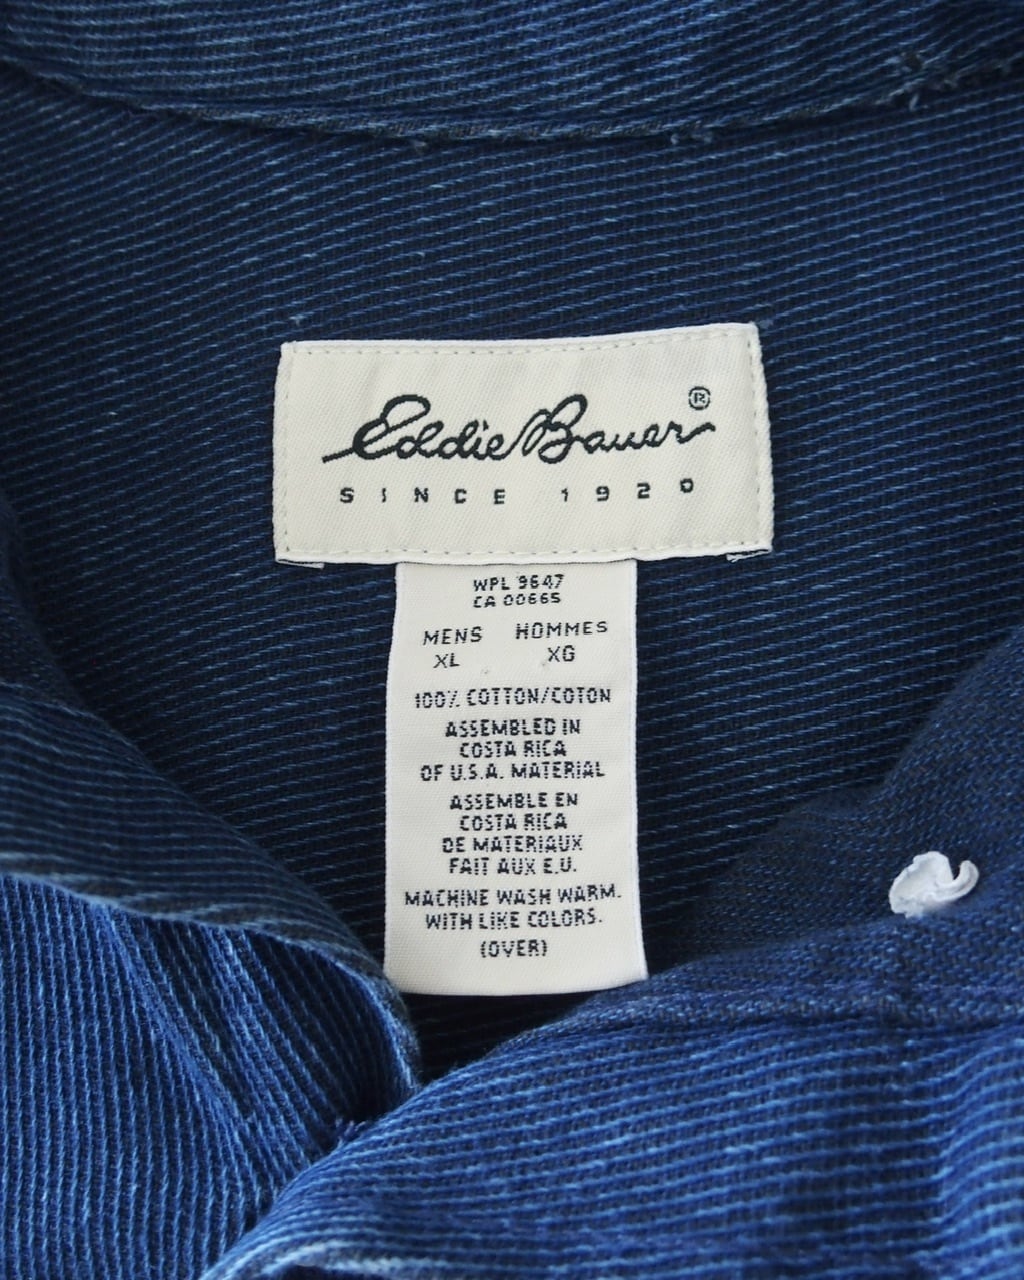 Eddie Bauer®
SINCE 1920
WPL 9647
CA 00665
MENS HOMMES
XL XG
100% COTTON/COTON
ASSEMBLED IN
COSTA RICA
OF U.S.A. MATERIAL
ASSEMBLE EN
COSTA RICA
DE MATERIAUX
FAIT AUX E.U.
MACHINE WASH WARM.
WITH LIKE COLORS.
(OVER)